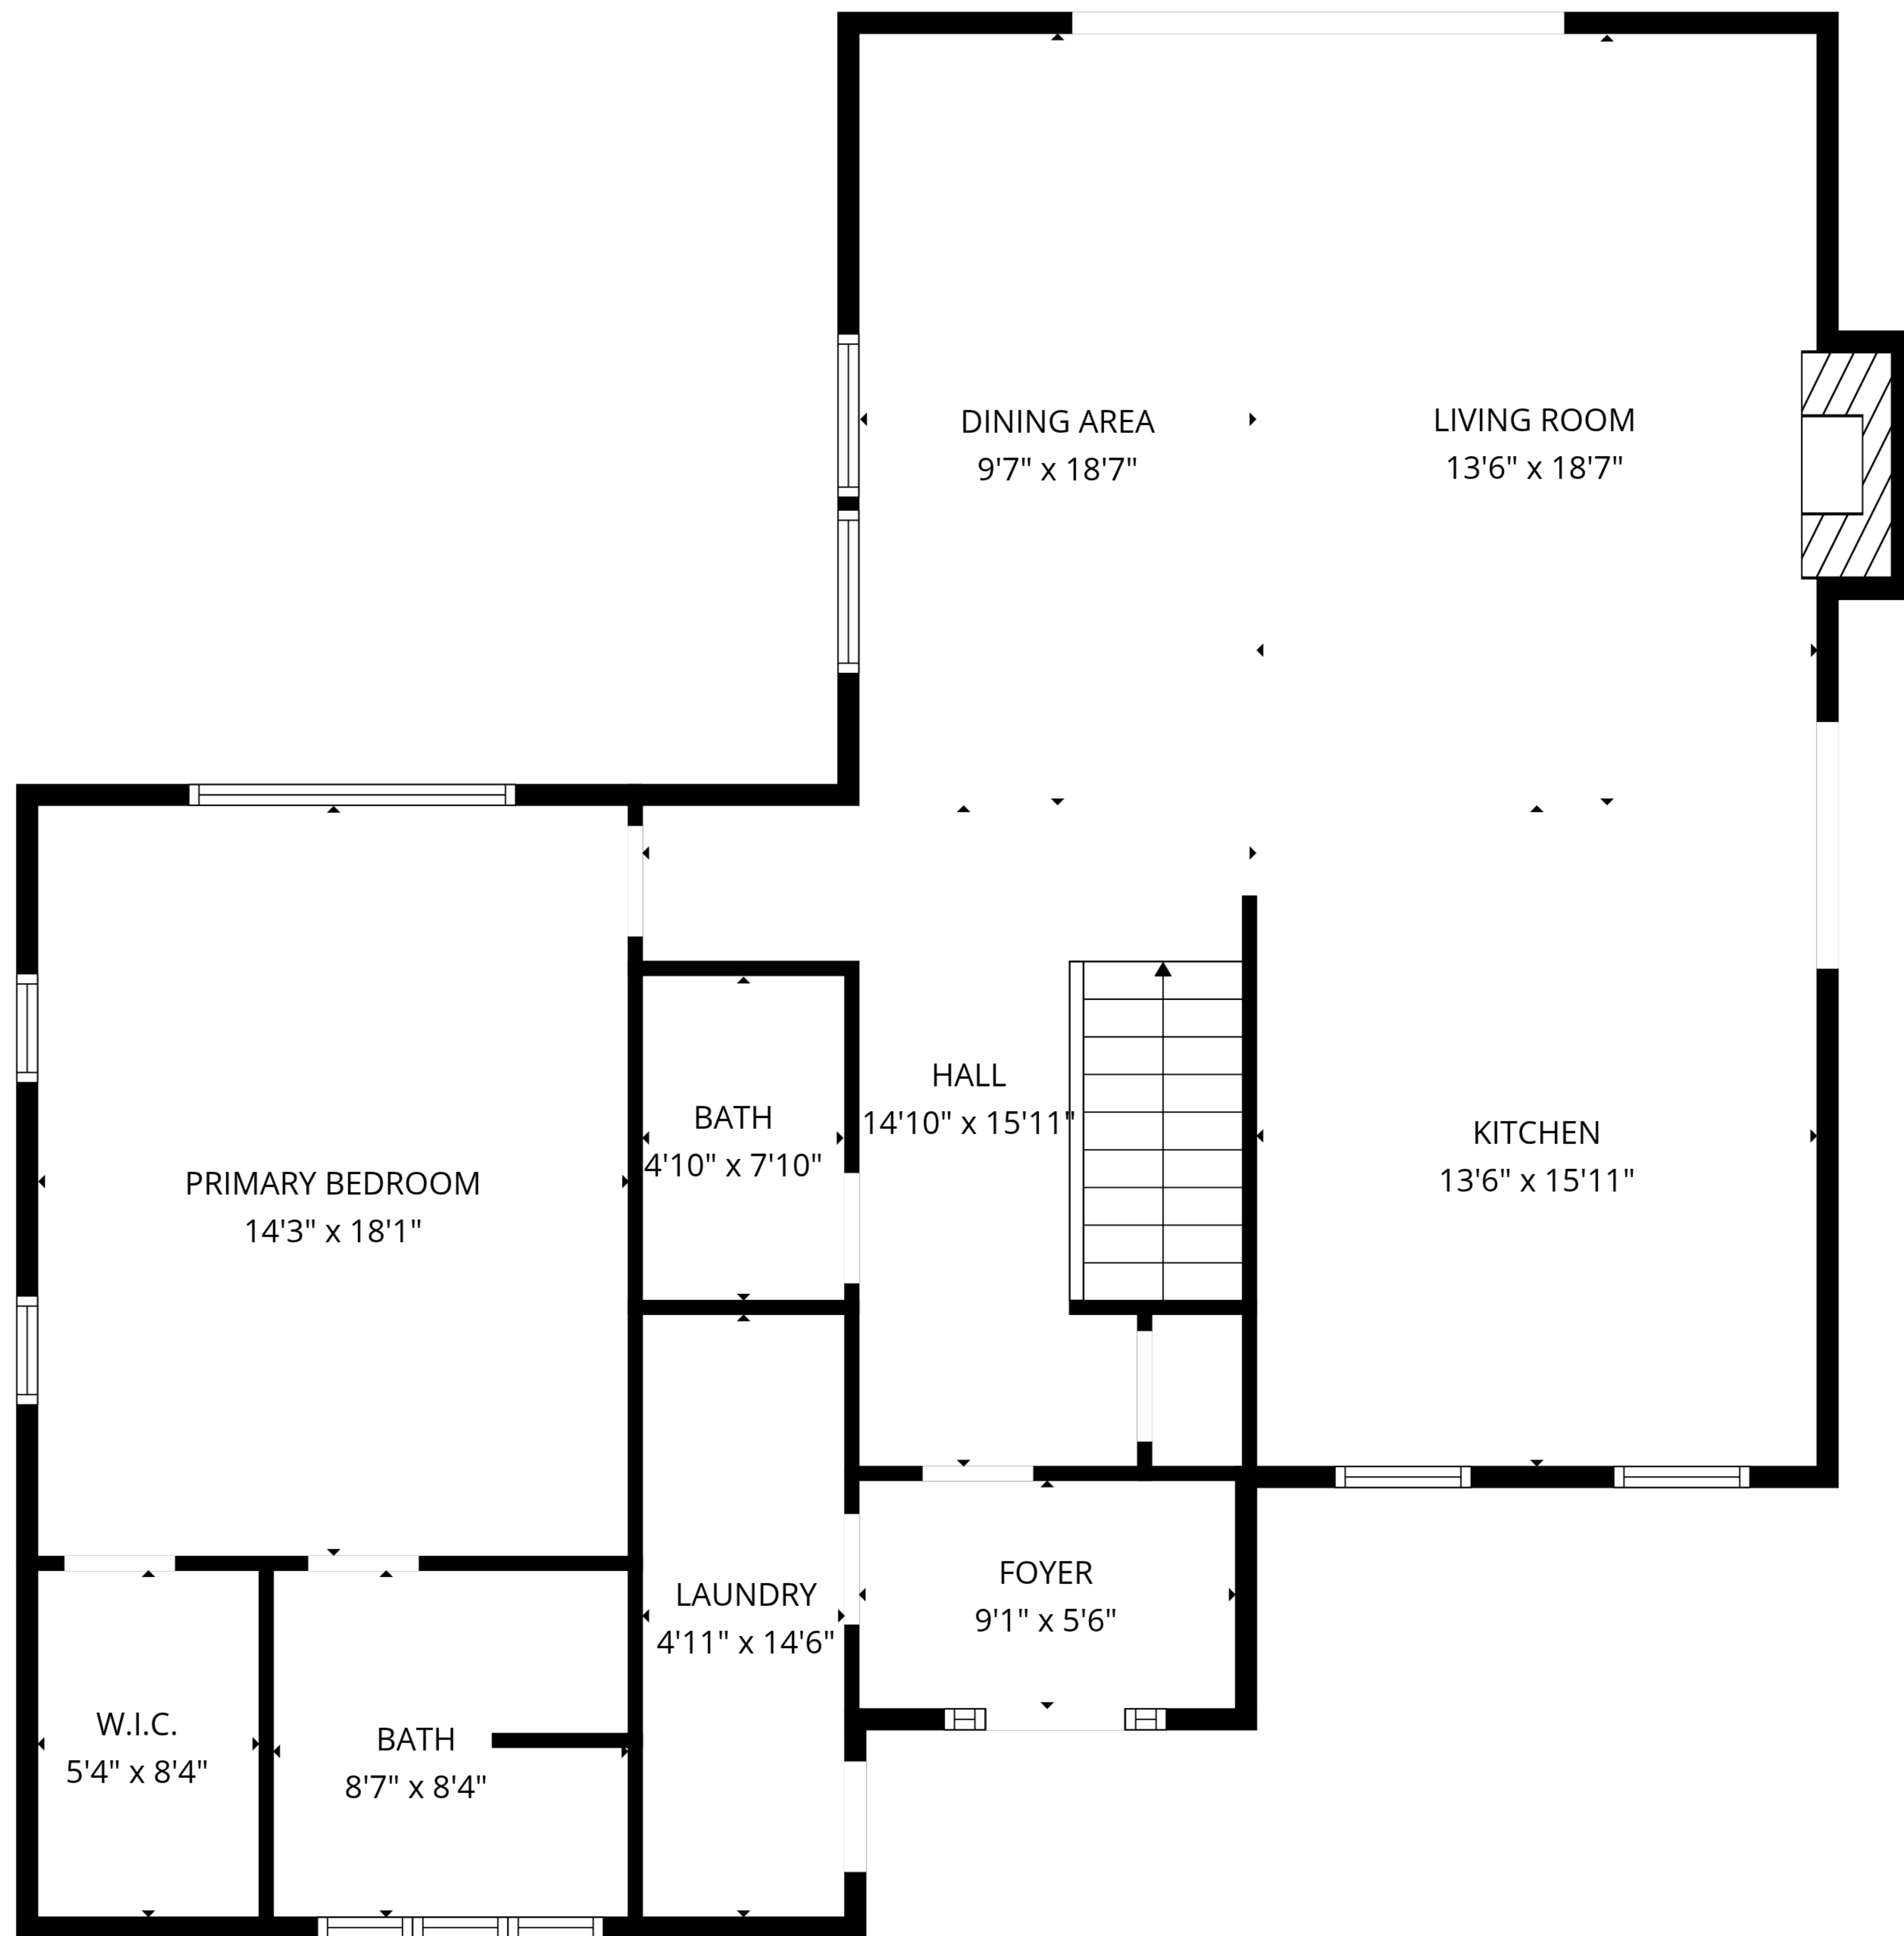 DINING AREA
9'7" x 18'7"
LIVING ROOM
13'6" x 18'7"
HALL
14'10" x 15'11"
BATH
4'10" x 7'10"
KITCHEN
13'6" x 15'11"
PRIMARY BEDROOM
14'3" x 18'1"
FOYER
9'1" x 5'6"
LAUNDRY
4'11" x 14'6"
W.I.C.
5'4" x 8'4"
BATH
8'7" x 8'4"